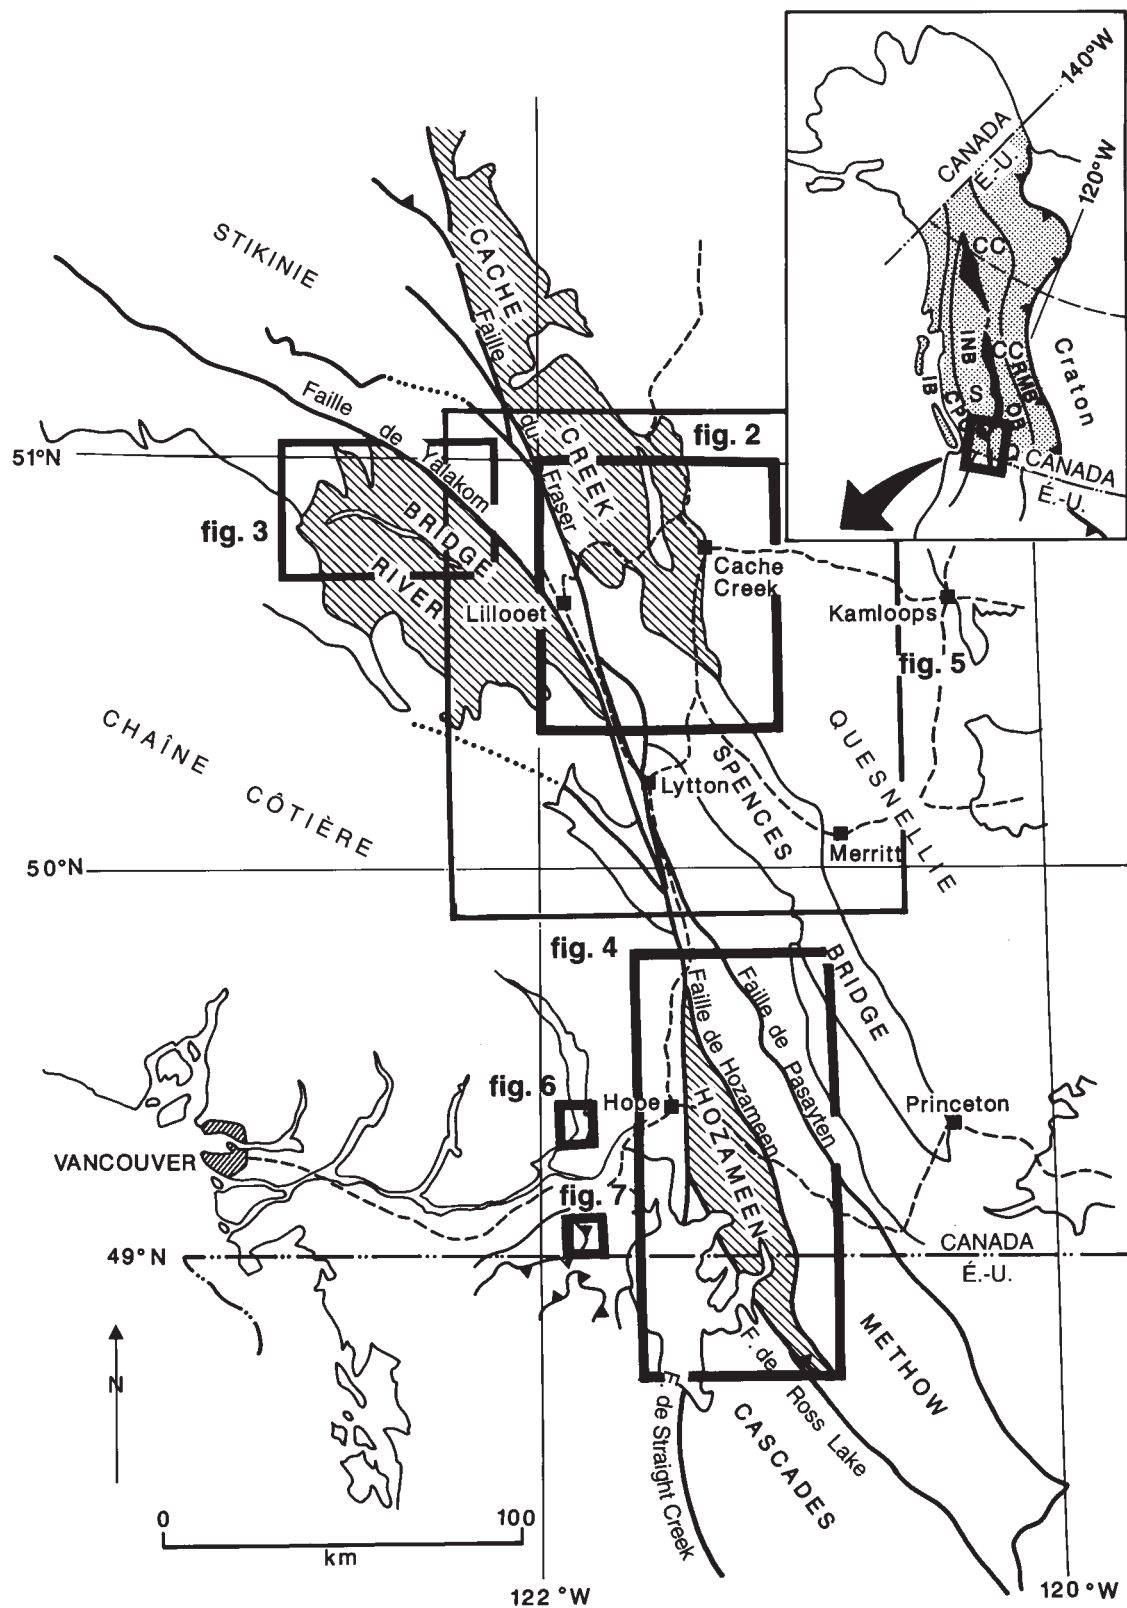 140°W
CANADA
É.-U.
120°W
CC
INB
CC
RME
IB
S
OB
Craton
CANADA
É.-U.
STIKINIE
CACHE
CREEK
Faille
du
Fraser
Faille
de
Yalakom
51°N
fig. 2
fig. 3
BRIDGE
RIVER
Lillooet
Cache
Creek
Kamloops
fig. 5
CHAÎNE
CÔTIÈRE
QUESNELLIE
SPENCES
BRIDGE
Lytton
Merritt
50°N
fig. 4
Faille de Hozameen
Faille de Pasayten
HOZAMEEN
fig. 6
Hope
Princeton
VANCOUVER
fig. 7
49°N
CANADA
É.-U.
METHOW
F. de Ross Lake
F. de Straight Creek
CASCADES
N
0 100
km
122 °W
120 °W